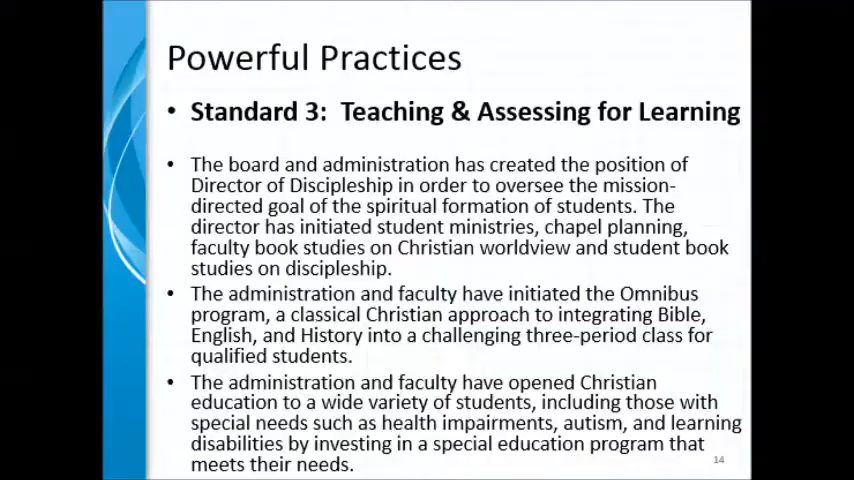 Powerful Practices
• Standard 3: Teaching & Assessing for Learning
• The board and administration has created the position of
Director of Discipleship in order to oversee the mission-
directed goal of the spiritual formation of students. The
director has initiated student ministries, chapel planning,
faculty book studies on Christian worldview and student book
studies on discipleship.
• The administration and faculty have initiated the Omnibus
program, a classical Christian approach to integrating Bible,
English, and History into a challenging three-period class for
qualified students.
• The administration and faculty have opened Christian
education to a wide variety of students, including those with
special needs such as health impairments, autism, and learning
disabilities by investing in a special education program that
meets their needs.
14